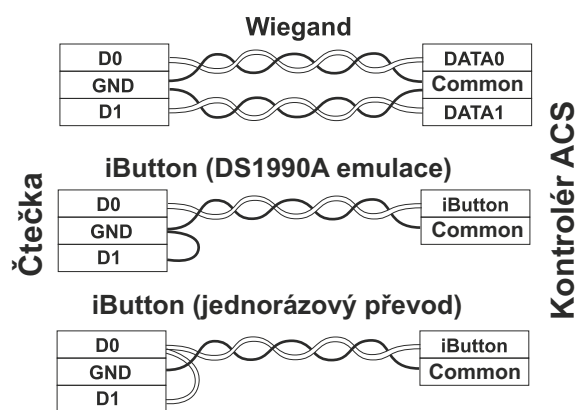 Wiegand
D0 DATA0
GND Common
D1 DATA1
iButton (DS1990A emulace)
D0 iButton
GND Common
D1
iButton (jednorázový převod)
D0 iButton
GND Common
D1
Čtečka
Kontrolér ACS